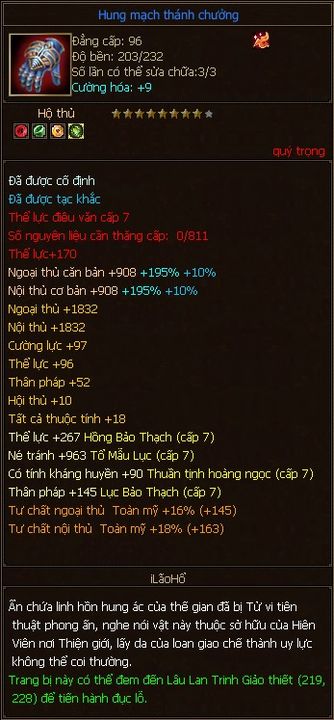 Hung mạch thánh chưởng
Đẳng cấp: 96
Độ bền: 203/232
Số lần có thể sửa chữa:3/3
Cường hóa: +9
Hộ thủ
quý trọng
Đã được cố định
Đã được tạc khắc
Thể lực điêu văn cấp 7
Số nguyên liệu cần thăng cấp: 0/811
Thể lực+170
Ngoại thủ căn bản +908 +195% +10%
Nội thủ cơ bản +908 +195% +10%
Ngoại thủ +1832
Nội thủ +1832
Cường lực +97
Thể lực +96
Thân pháp +52
Hội thủ +10
Tất cả thuộc tính +18
Thể lực +267 Hồng Bảo Thạch (cấp 7)
Né tránh +963 Tổ Mẫu Lục (cấp 7)
Có tính kháng huyền +90 Thuần tịnh hoàng ngọc (cấp 7)
Thân pháp +145 Lục Bảo Thạch (cấp 7)
Tư chất ngoại thủ Toàn mỹ +16% (+145)
Tư chất nội thủ Toàn mỹ +18% (+163)
iLãoHổ
Ẩn chứa linh hồn hung ác của thế gian đã bị Tử vi tiên
thuật phong ấn, nghe nói vật này thuộc sở hữu của Hiên
Viên nơi Thiện giới, lấy da của loan giao chế thành uy lực
không thể coi thường.
Trang bị này có thể đem đến Lâu Lan Trinh Giảo thiết (219,
228) để tiến hành đục lỗ.